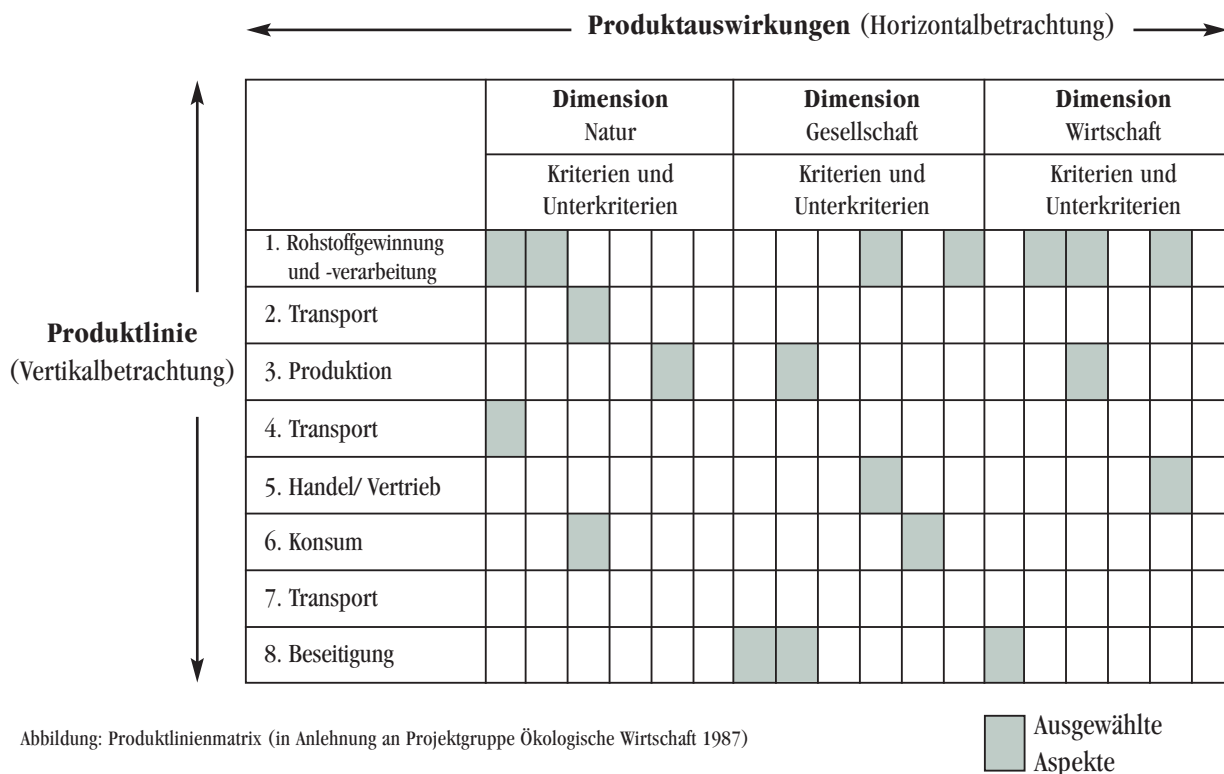 Produktauswirkungen (Horizontalbetrachtung)
Dimension
Natur
Dimension
Gesellschaft
Dimension
Wirtschaft
Kriterien und
Unterkriterien
Kriterien und
Unterkriterien
Kriterien und
Unterkriterien
Produktlinie
(Vertikalbetrachtung)
1. Rohstoffgewinnung
und -verarbeitung
2. Transport
3. Produktion
4. Transport
5. Handel/ Vertrieb
6. Konsum
7. Transport
8. Beseitigung
Abbildung: Produktlinienmatrix (in Anlehnung an Projektgruppe Ökologische Wirtschaft 1987)
Ausgewählte
Aspekte